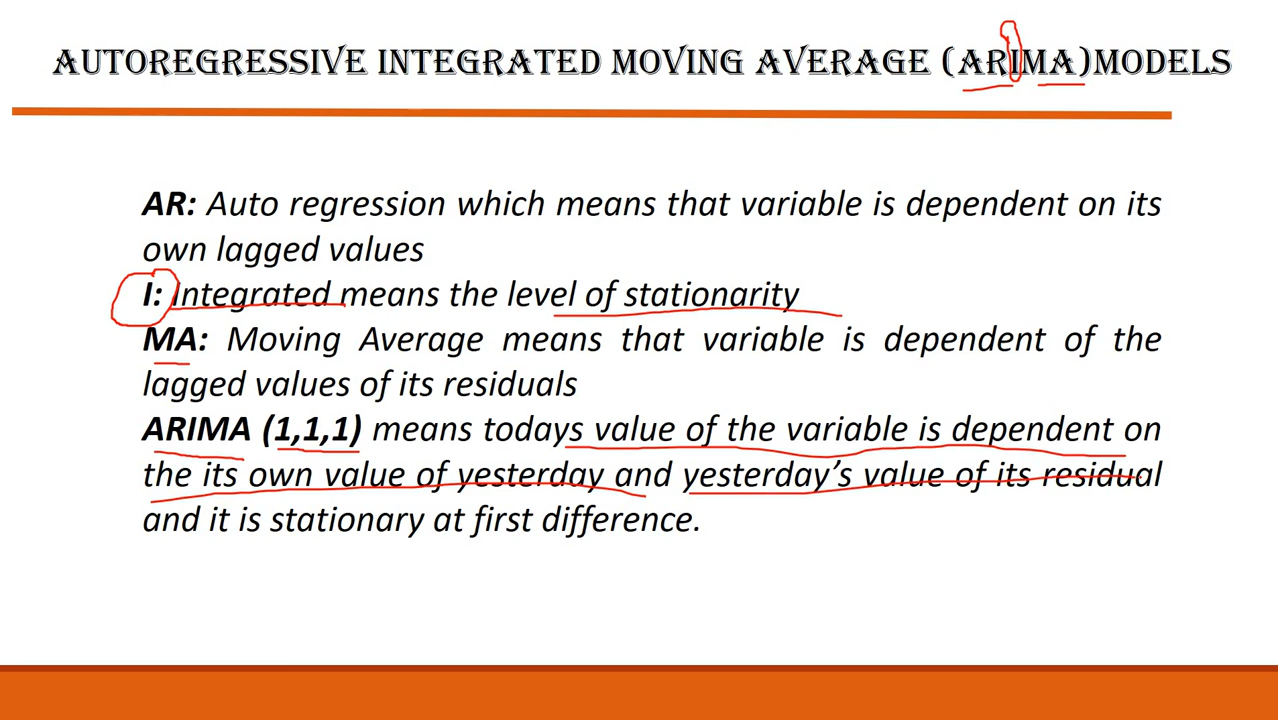 AUTOREGRESSIVE INTEGRATED MOVING AVERAGE (ARIMA)MODELS
AR: Auto regression which means that variable is dependent on its
own lagged values
I: Integrated means the level of stationarity
MA: Moving Average means that variable is dependent of the
lagged values of its residuals
ARIMA (1,1,1) means todays value of the variable is dependent on
the its own value of yesterday and yesterday’s value of its residual
and it is stationary at first difference.